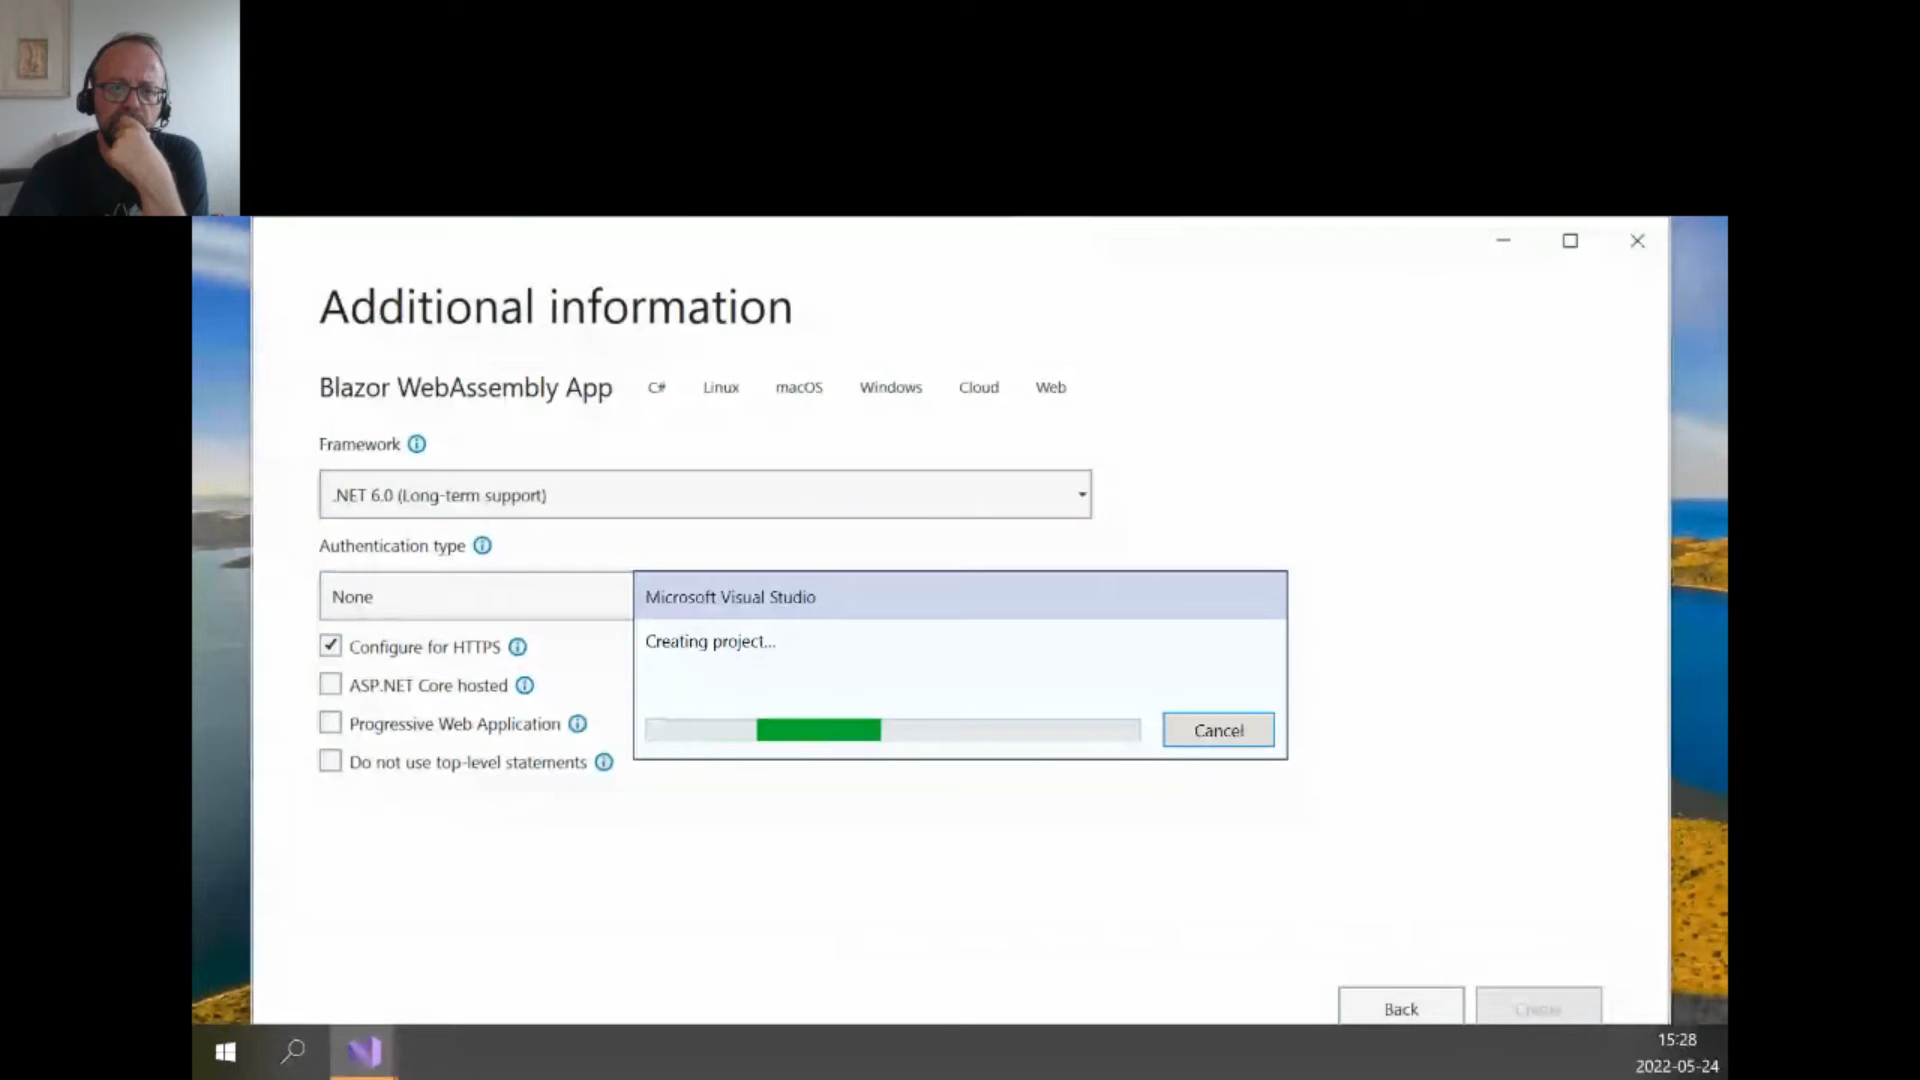 Additional information
Blazor WebAssembly App C# Linux macOS Windows Cloud Web
Framework
.NET 6.0 (Long-term support)
Authentication type
None
Microsoft Visual Studio
Creating project...
Cancel
Configure for HTTPS
ASP.NET Core hosted
Progressive Web Application
Do not use top-level statements
Back Create
15:28
2022-05-24